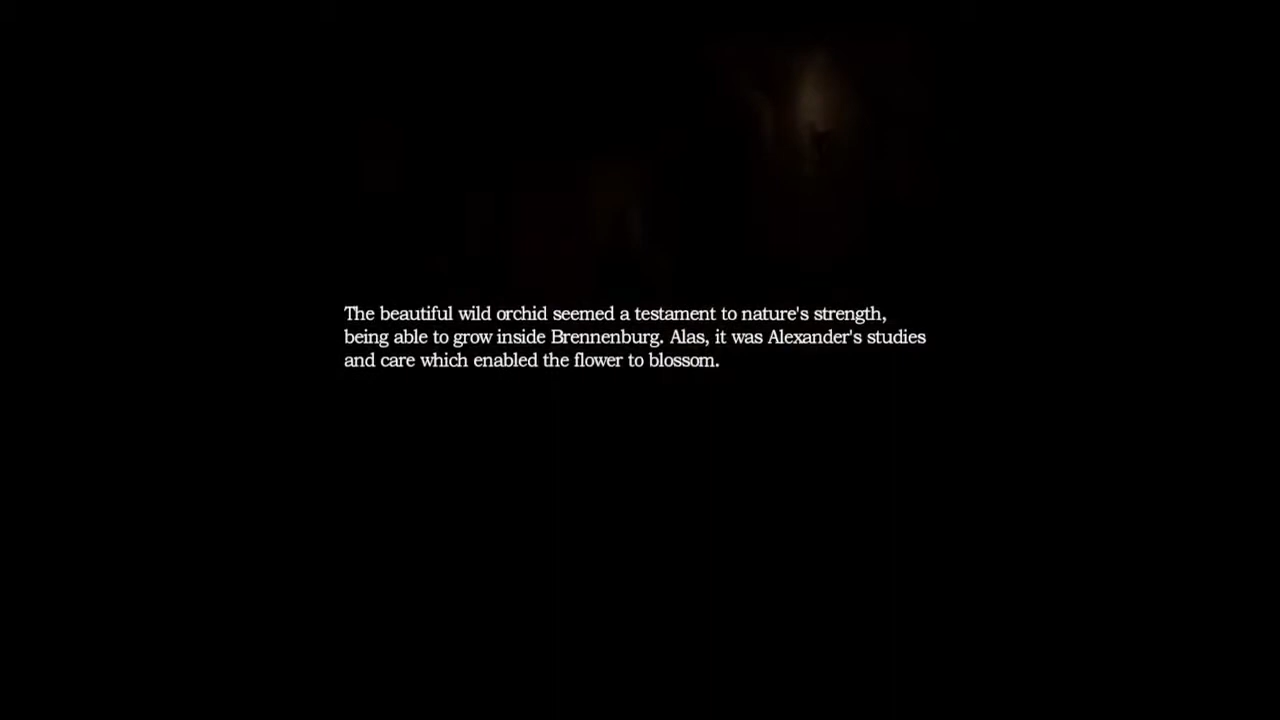 The beautiful wild orchid seemed a testament to nature's strength,
being able to grow inside Brennenburg. Alas, it was Alexander's studies
and care which enabled the flower to blossom.